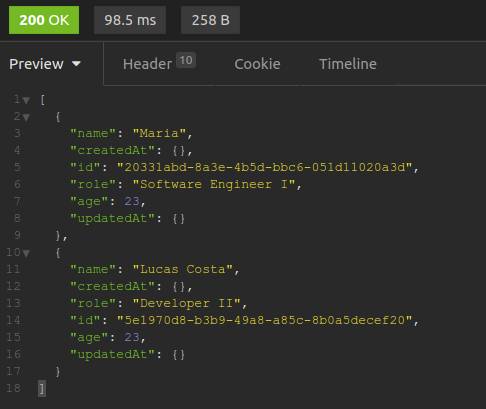 200 OK 98.5 ms 258 B
Preview Header 10 Cookie Timeline
1 [
2 {
3 "name": "Maria",
4 "createdAt": {},
5 "id": "20331abd-8a3e-4b5d-bbc6-051d11020a3d",
6 "role": "Software Engineer I",
7 "age": 23,
8 "updatedAt": {}
9 },
10 {
11 "name": "Lucas Costa",
12 "createdAt": {},
13 "role": "Developer II",
14 "id": "5e1970d8-b3b9-49a8-a85c-8b0a5decef20",
15 "age": 23,
16 "updatedAt": {}
17 }
18 ]